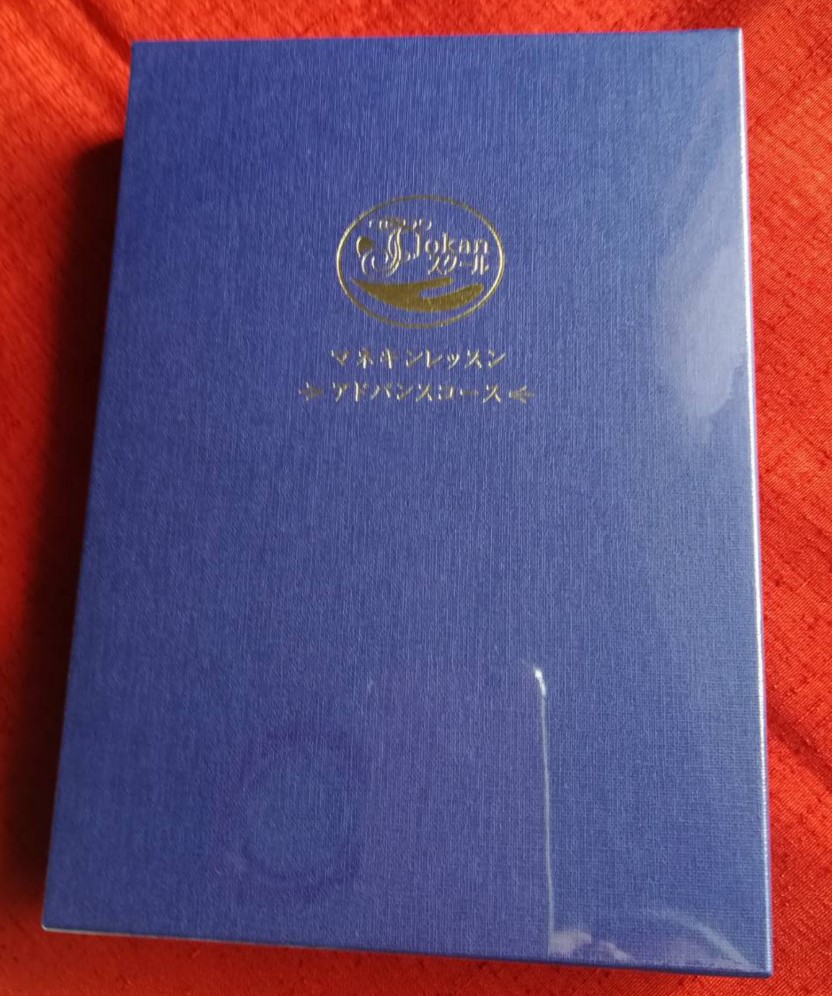 Jokan
スクール
マネキンレッスン
アドバンスコース